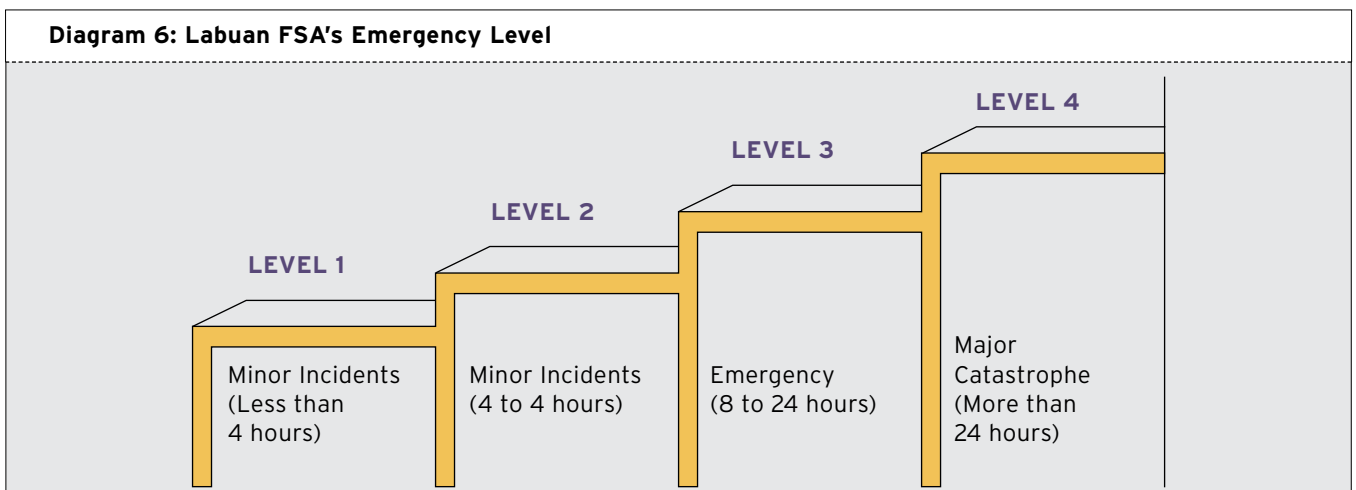 Diagram 6: Labuan FSA's Emergency Level
LEVEL 1
Minor Incidents
(Less than
4 hours)
LEVEL 2
Minor Incidents
(4 to 4 hours)
LEVEL 3
Emergency
(8 to 24 hours)
LEVEL 4
Major
Catastrophe
(More than
24 hours)